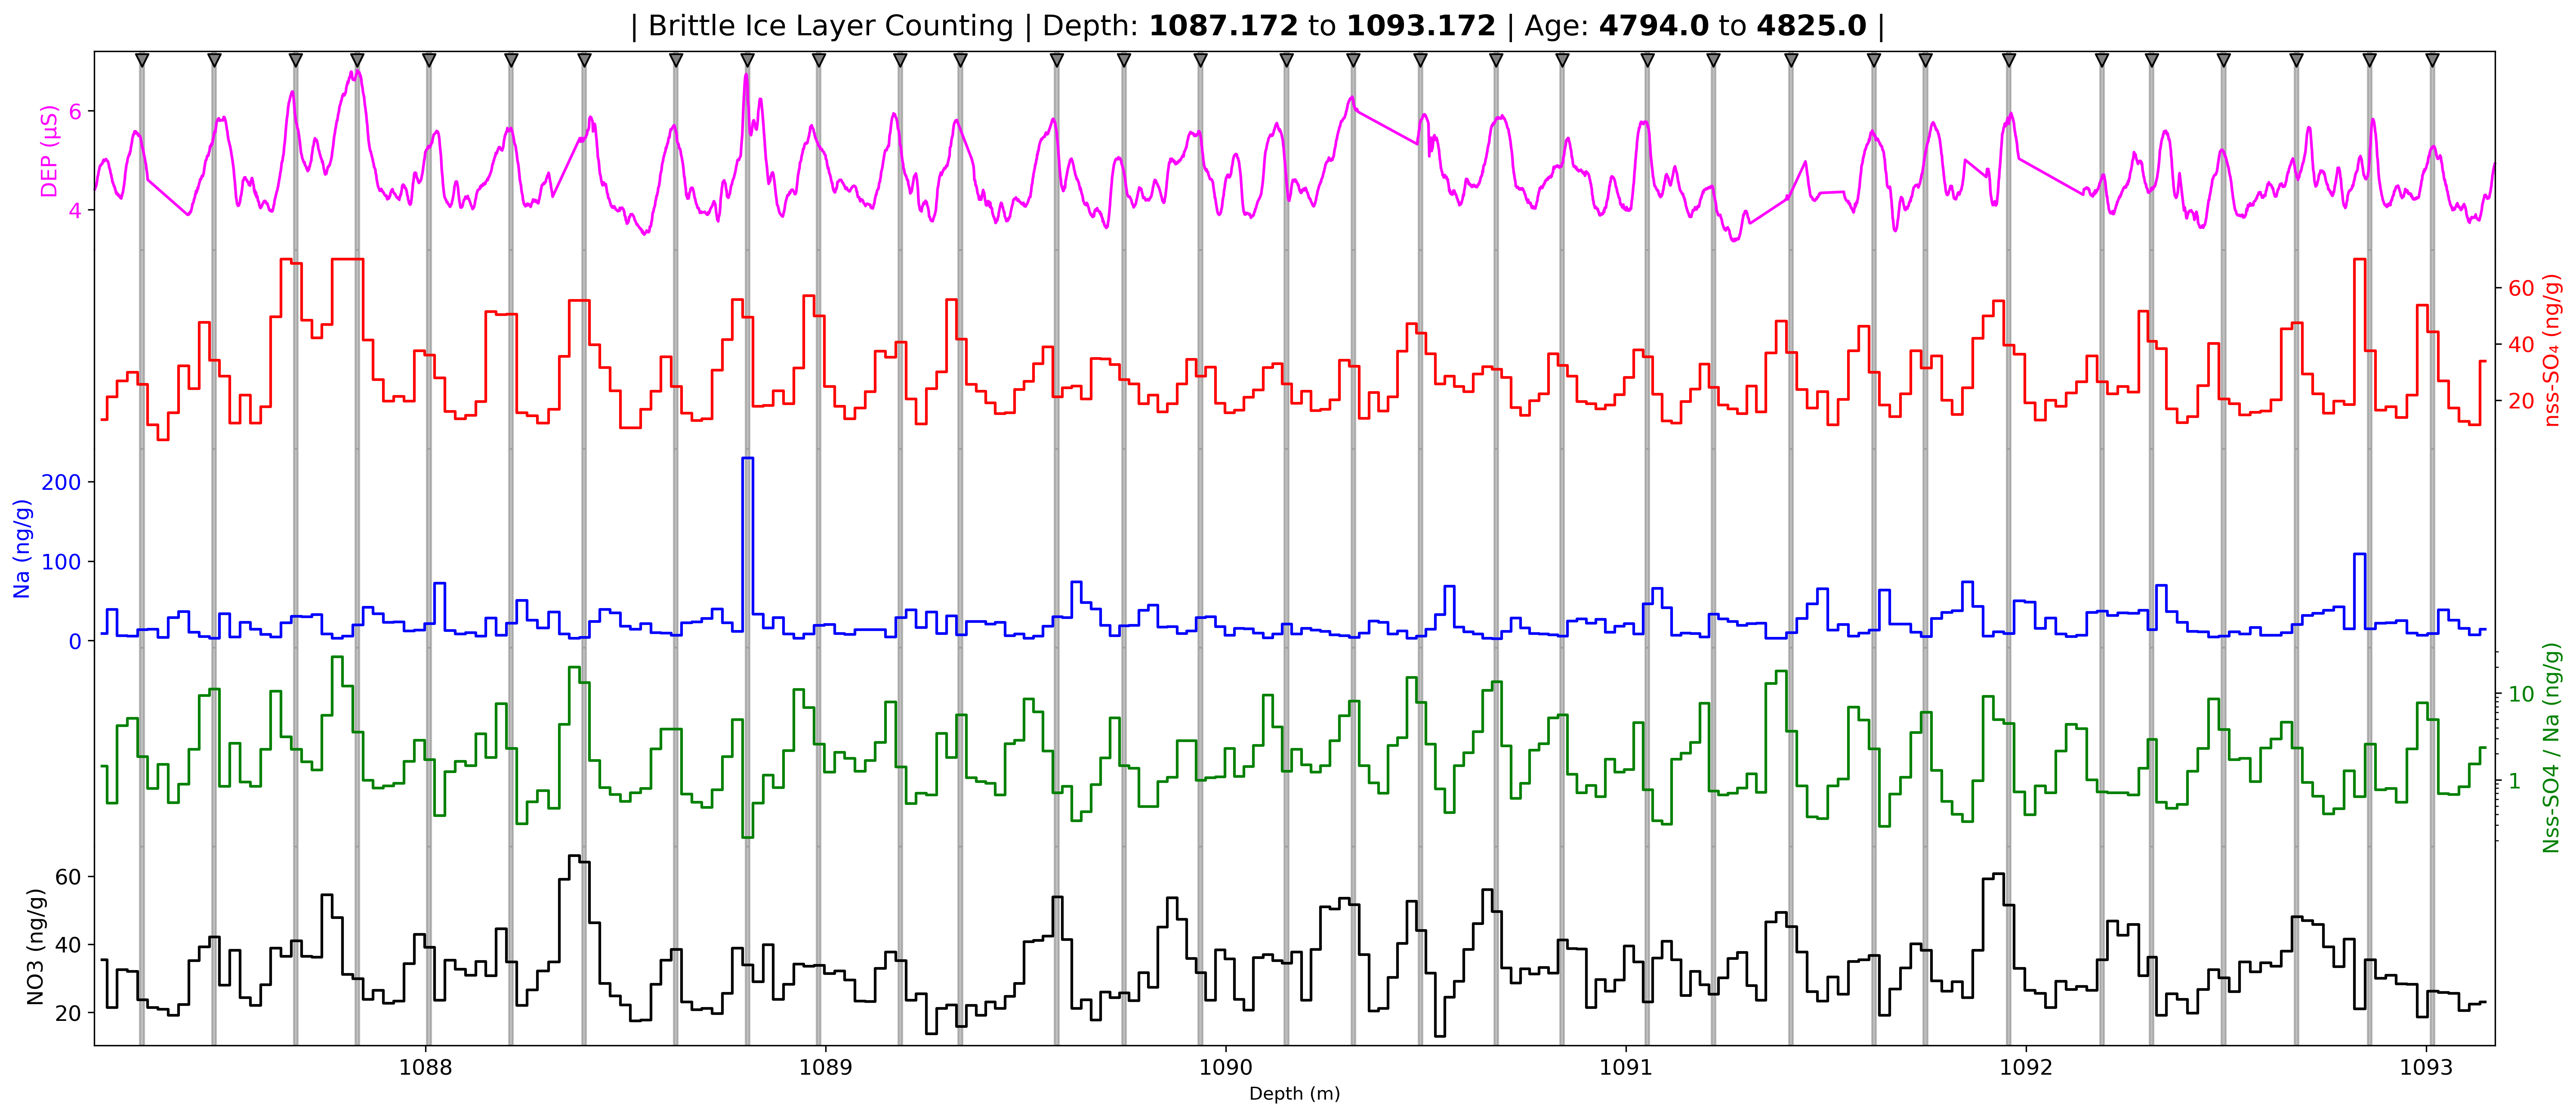 | Brittle Ice Layer Counting | Depth: 1087.172 to 1093.172 | Age: 4794.0 to 4825.0 |
DEP (µS)
6
4
nss-SO₄ (ng/g)
60
40
20
Na (ng/g)
200
100
0
Nss-SO4 / Na (ng/g)
10
1
NO3 (ng/g)
60
40
20
1088 1089 1090 1091 1092 1093
Depth (m)